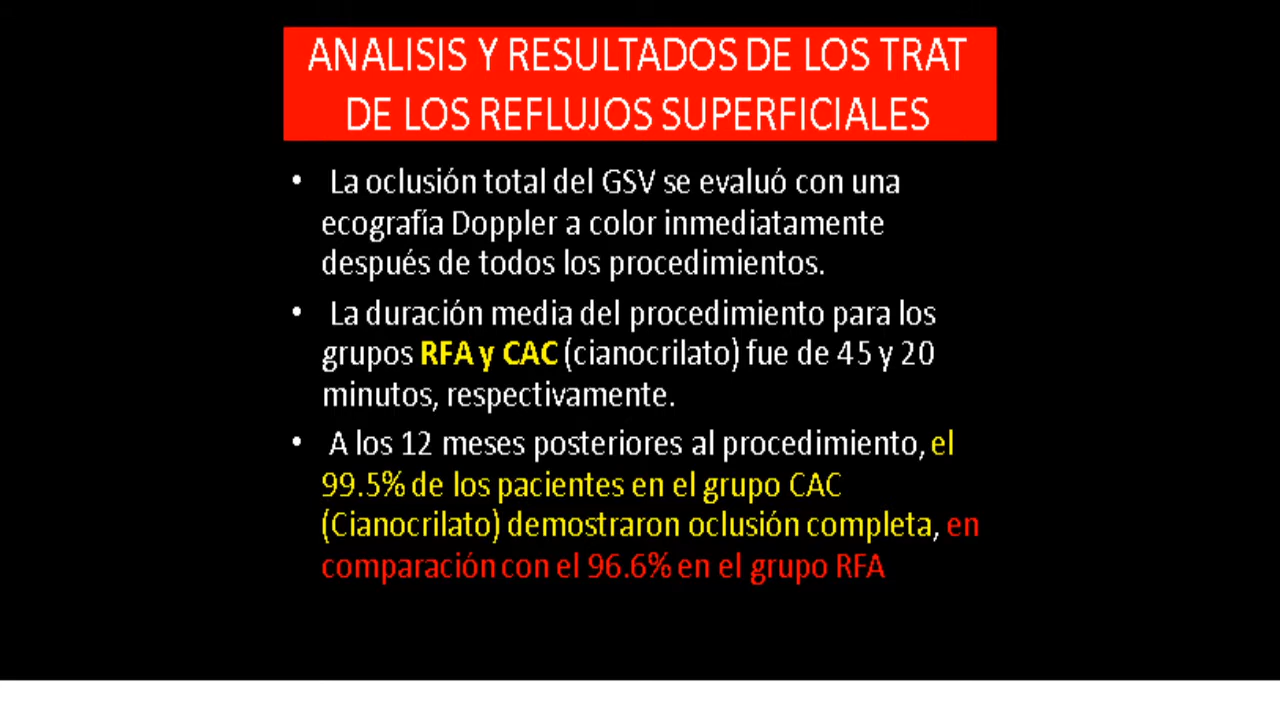 ANALISIS Y RESULTADOS DE LOS TRAT
DE LOS REFLUJOS SUPERFICIALES
• La oclusión total del GSV se evaluó con una
ecografía Doppler a color inmediatamente
después de todos los procedimientos.
• La duración media del procedimiento para los
grupos RFA y CAC (cianocrilato) fue de 45 y 20
minutos, respectivamente.
• A los 12 meses posteriores al procedimiento, el
99.5% de los pacientes en el grupo CAC
(Cianocrilato) demostraron oclusión completa, en
comparación con el 96.6% en el grupo RFA